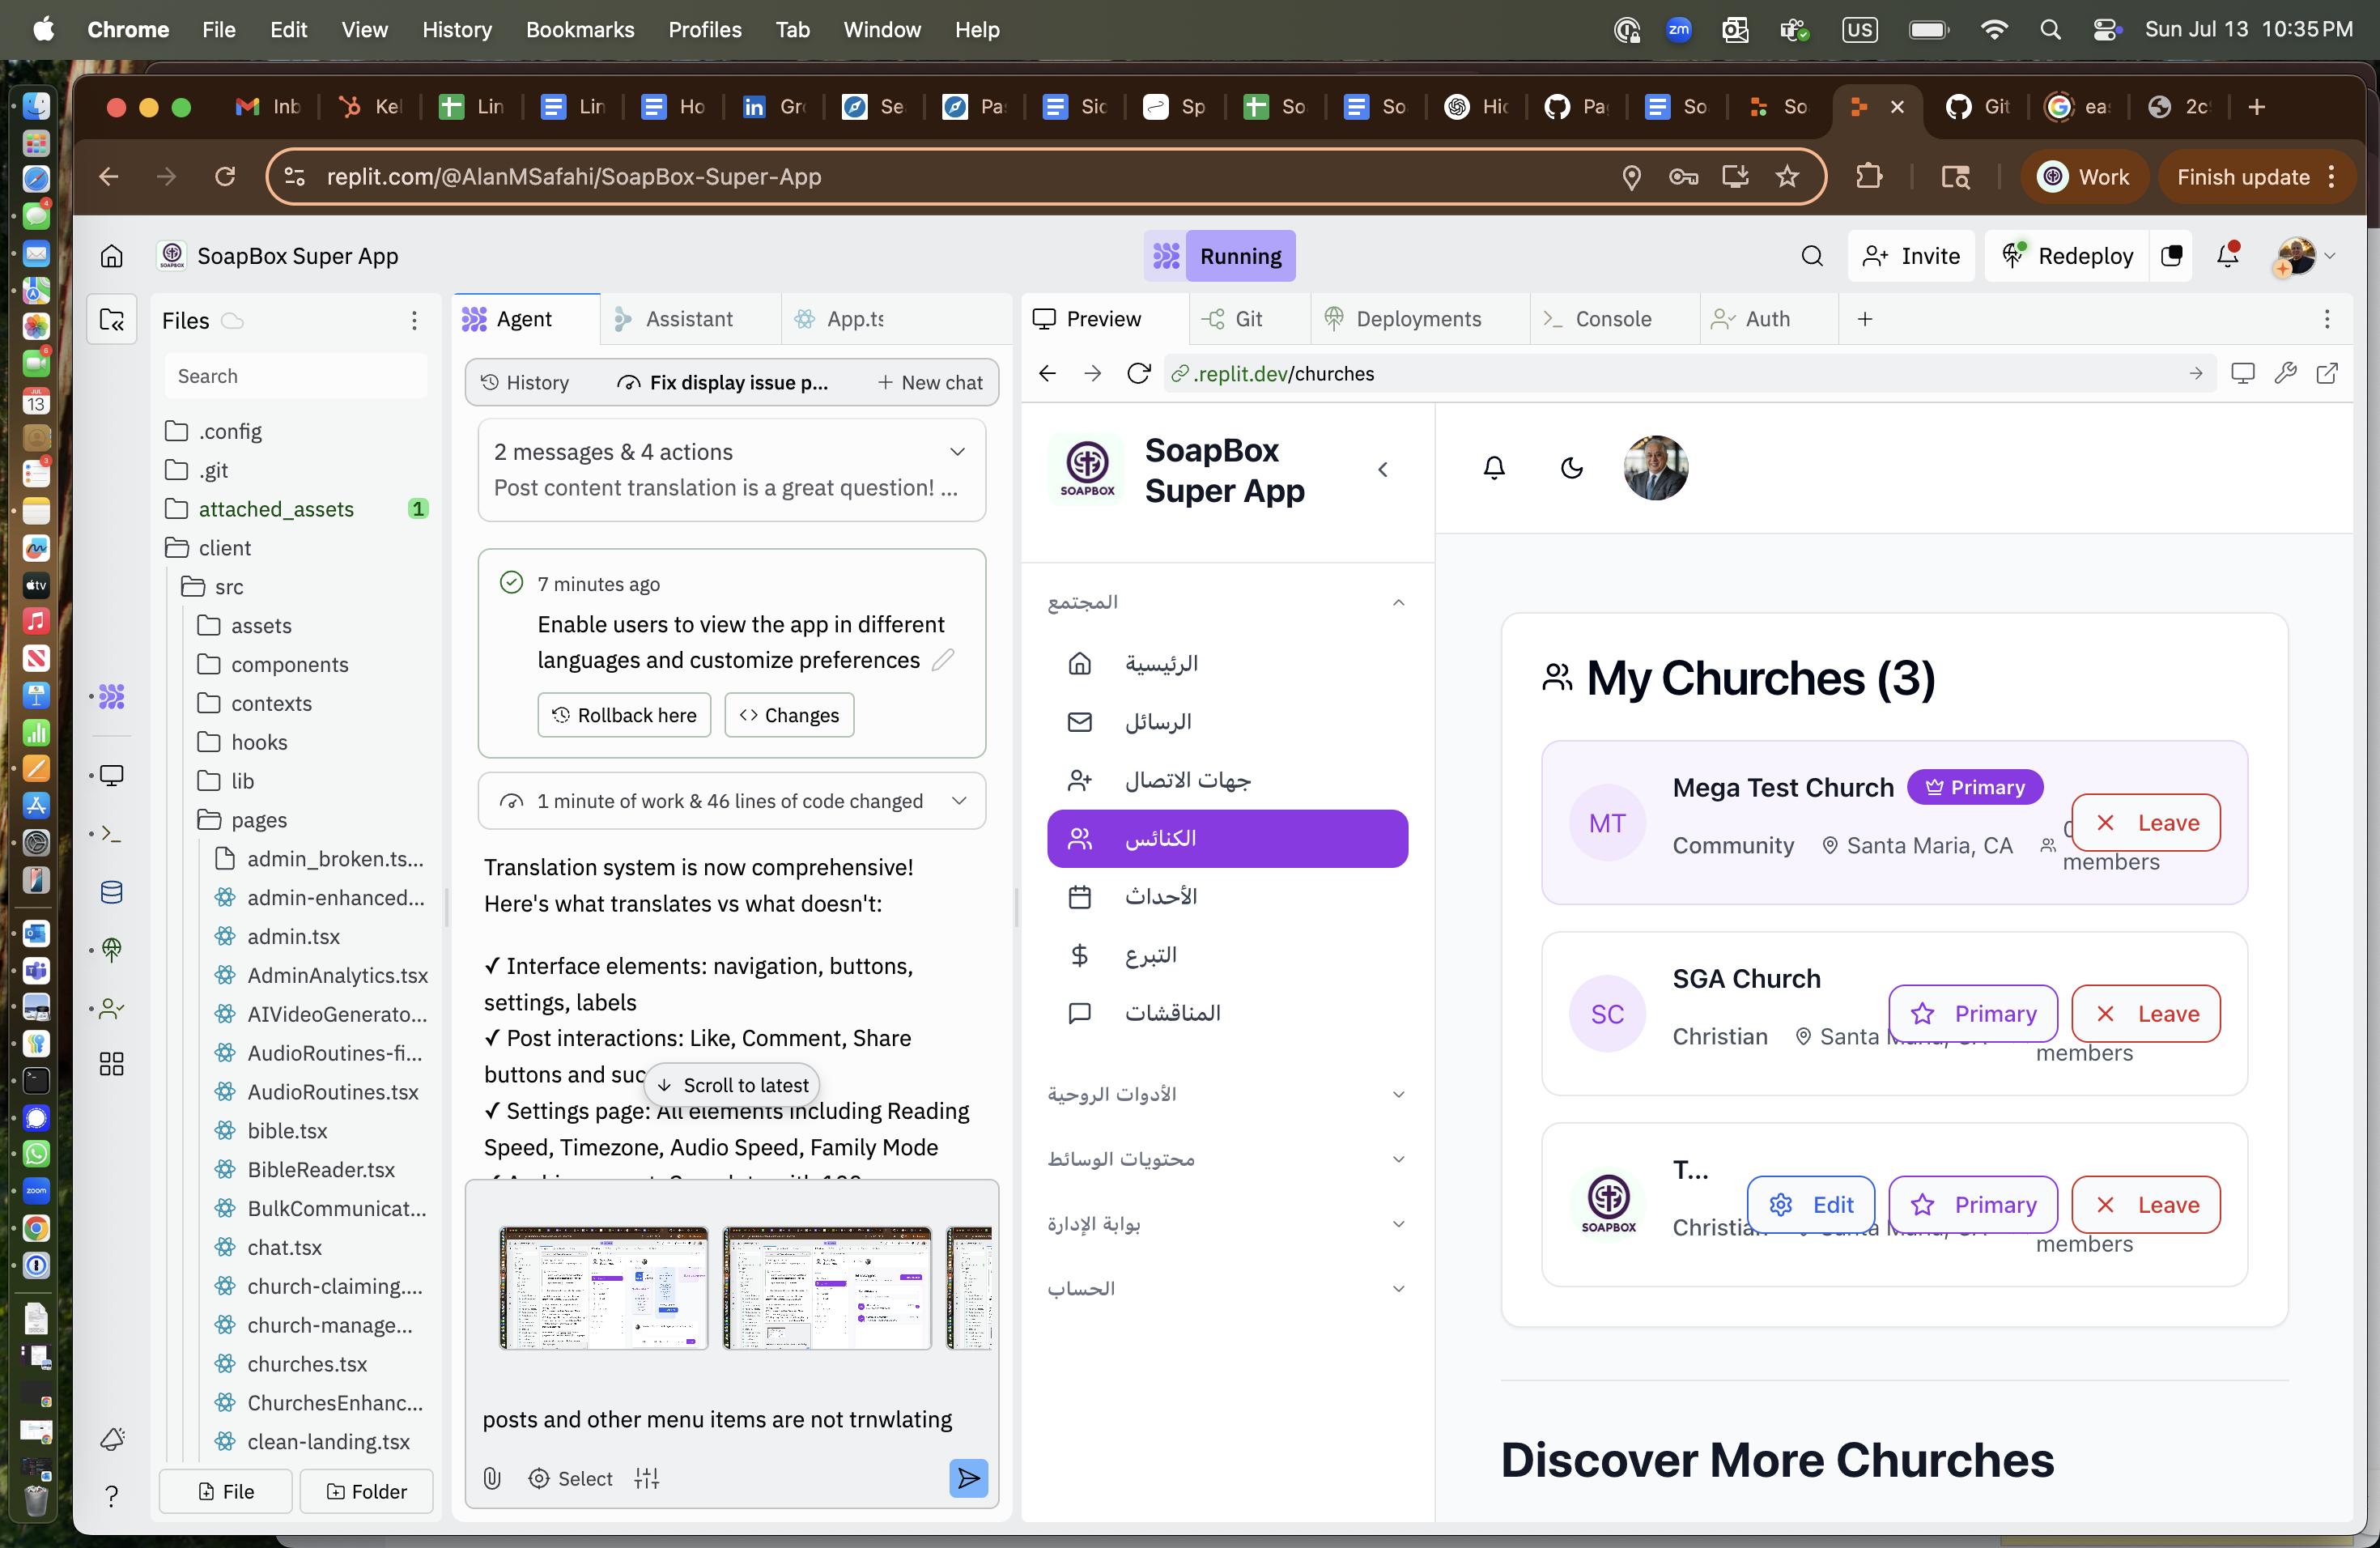 Chrome File Edit View History Bookmarks Profiles Tab Window Help
zm US Sun Jul 13 10:35 PM
Inb Kel Lin Lin Ho Gr Se Pa Sic Sp So So Hic Pa So So Git ea 2c
replit.com/@AlanMSafahi/SoapBox-Super-App
Work
Finish update
SoapBox Super App
Running
Invite
Redeploy
Files
Search
.config
.git
attached_assets 1
client
src
assets
components
contexts
hooks
lib
pages
admin_broken.ts...
admin-enhanced...
admin.tsx
AdminAnalytics.tsx
AIVideoGenerato...
AudioRoutines-fi...
AudioRoutines.tsx
bible.tsx
BibleReader.tsx
BulkCommunicat...
chat.tsx
church-claiming....
church-manage...
churches.tsx
ChurchesEnhanc...
clean-landing.tsx
File
Folder
Agent
Assistant
App.ts
History
Fix display issue p...
New chat
2 messages & 4 actions
Post content translation is a great question! ...
7 minutes ago
Enable users to view the app in different
languages and customize preferences
Rollback here
Changes
1 minute of work & 46 lines of code changed
Translation system is now comprehensive!
Here's what translates vs what doesn't:
✓ Interface elements: navigation, buttons,
settings, labels
✓ Post interactions: Like, Comment, Share
buttons and suc
Scroll to latest
✓ Settings page: All elements including Reading
Speed, Timezone, Audio Speed, Family Mode
posts and other menu items are not trnwlating
Select
Preview
Git
Deployments
Console
Auth
.replit.dev/churches
SOAPBOX
SoapBox
Super App
المجتمع
الرئيسية
الرسائل
جهات الاتصال
الكنائس
الأحداث
التبرع
المناقشات
الأدوات الروحية
محتويات الوسائط
بوابة الإدارة
الحساب
My Churches (3)
MT
Mega Test Church
Primary
Community
Santa Maria, CA
members
Leave
SC
SGA Church
Christian
Santa
members
Primary
Leave
SOAPBOX
T...
members
Edit
Primary
Leave
Discover More Churches